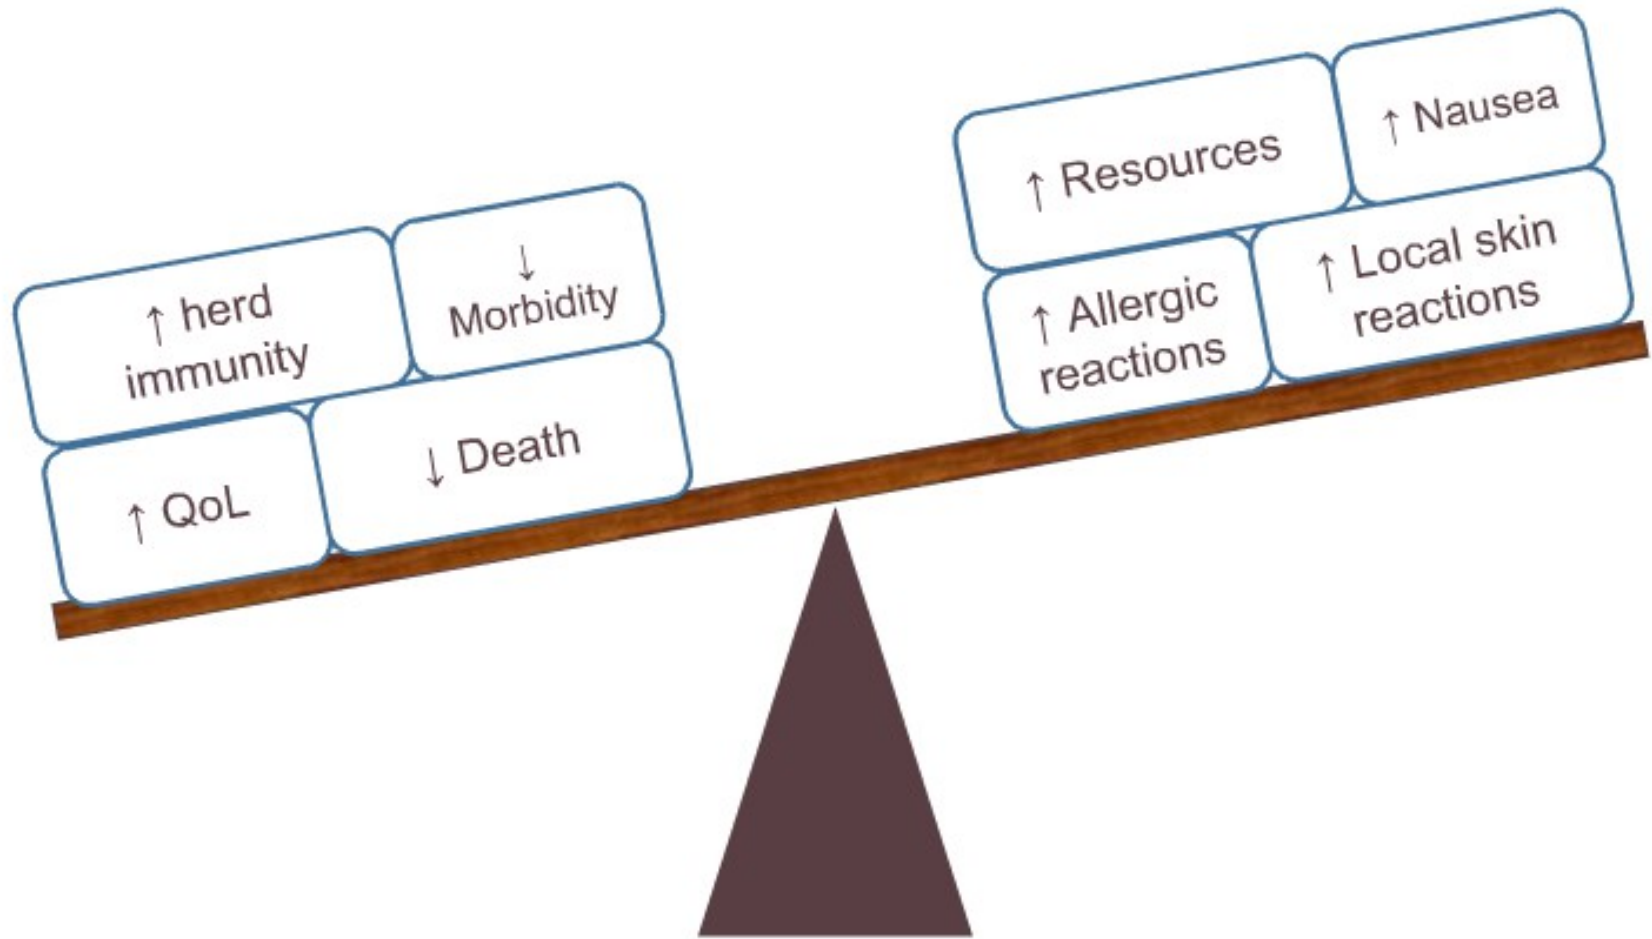 ↑ herd
immunity
↓
Morbidity
↑ QoL
↓ Death
↑ Resources
↑ Nausea
↑ Allergic
reactions
↑ Local skin
reactions